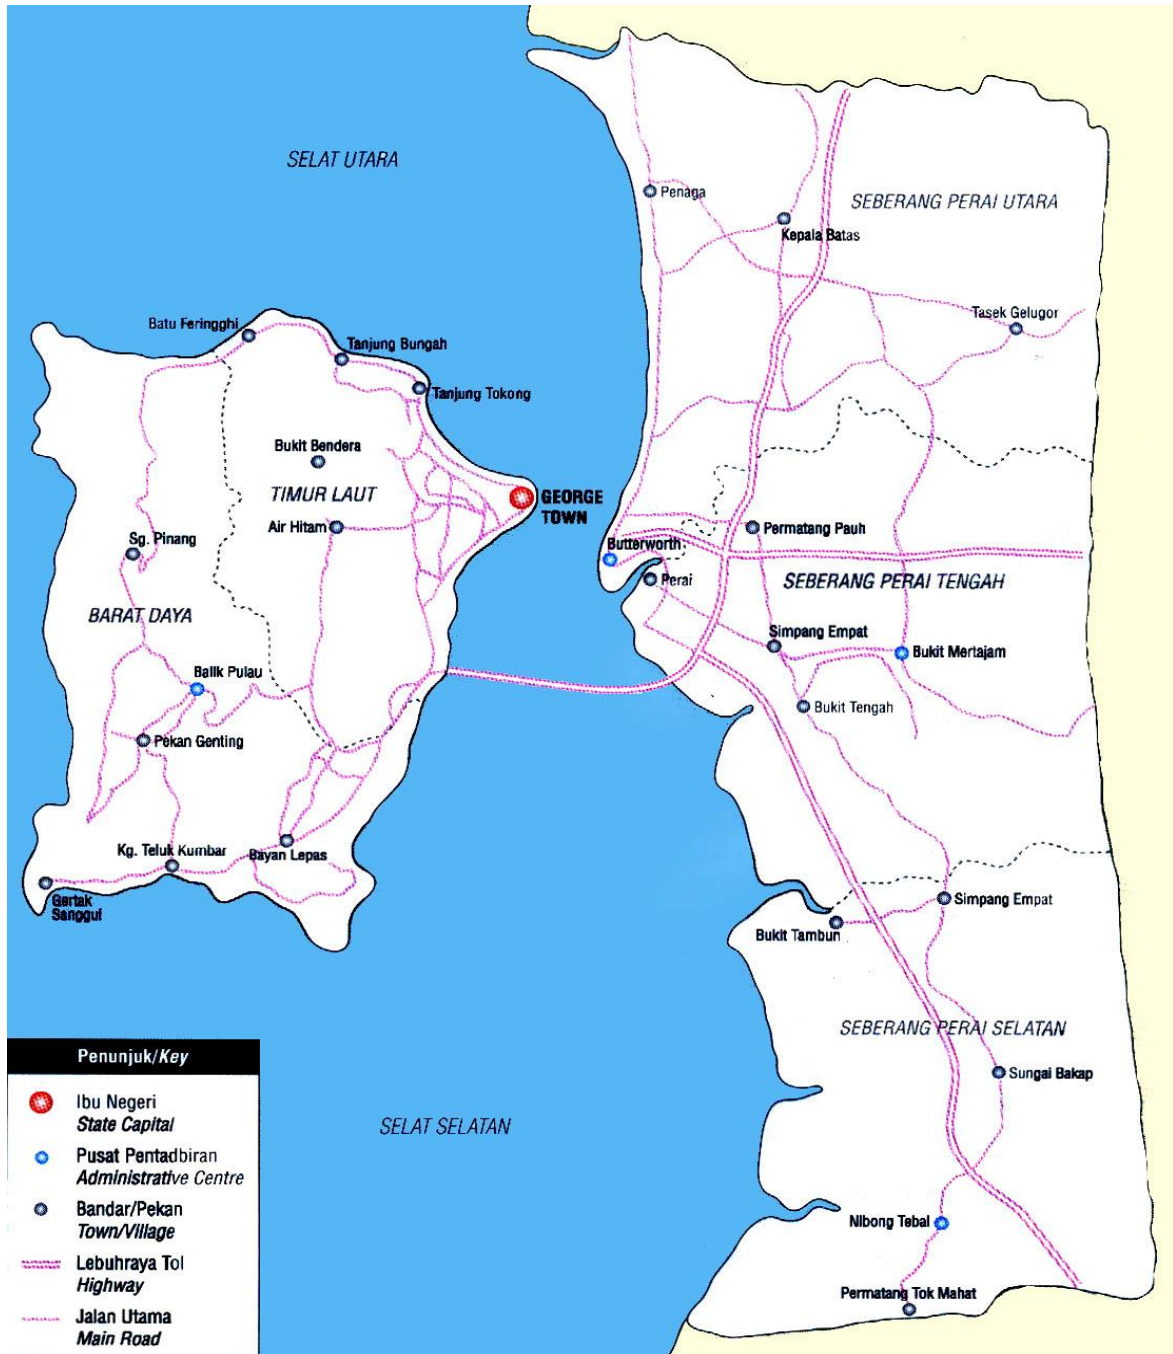 SELAT UTARA
Penaga
SEBERANG PERAI UTARA
Kepala Batas
Tasek Gelugor
Batu Feringghi
Tanjung Bungah
Tanjung Tokong
Bukit Bendera
TIMUR LAUT
GEORGE
TOWN
Air Hitam
Sg. Pinang
Permatang Pauh
Butterworth
Perai
SEBERANG PERAI TENGAH
BARAT DAYA
Simpang Empat
Bukit Mertajam
Balik Pulau
Bukit Tengah
Pekan Genting
Kg. Teluk Kumbar
Bayan Lepas
Gertak
Sanggul
Simpang Empat
Bukit Tambun
SEBERANG PERAI SELATAN
Sungai Bakap
SELAT SELATAN
Nibong Tebal
Permatang Tok Mahat
Penunjuk/Key
Ibu Negeri
State Capital
Pusat Pentadbiran
Administrative Centre
Bandar/Pekan
Town/Village
Lebuhraya Tol
Highway
Jalan Utama
Main Road